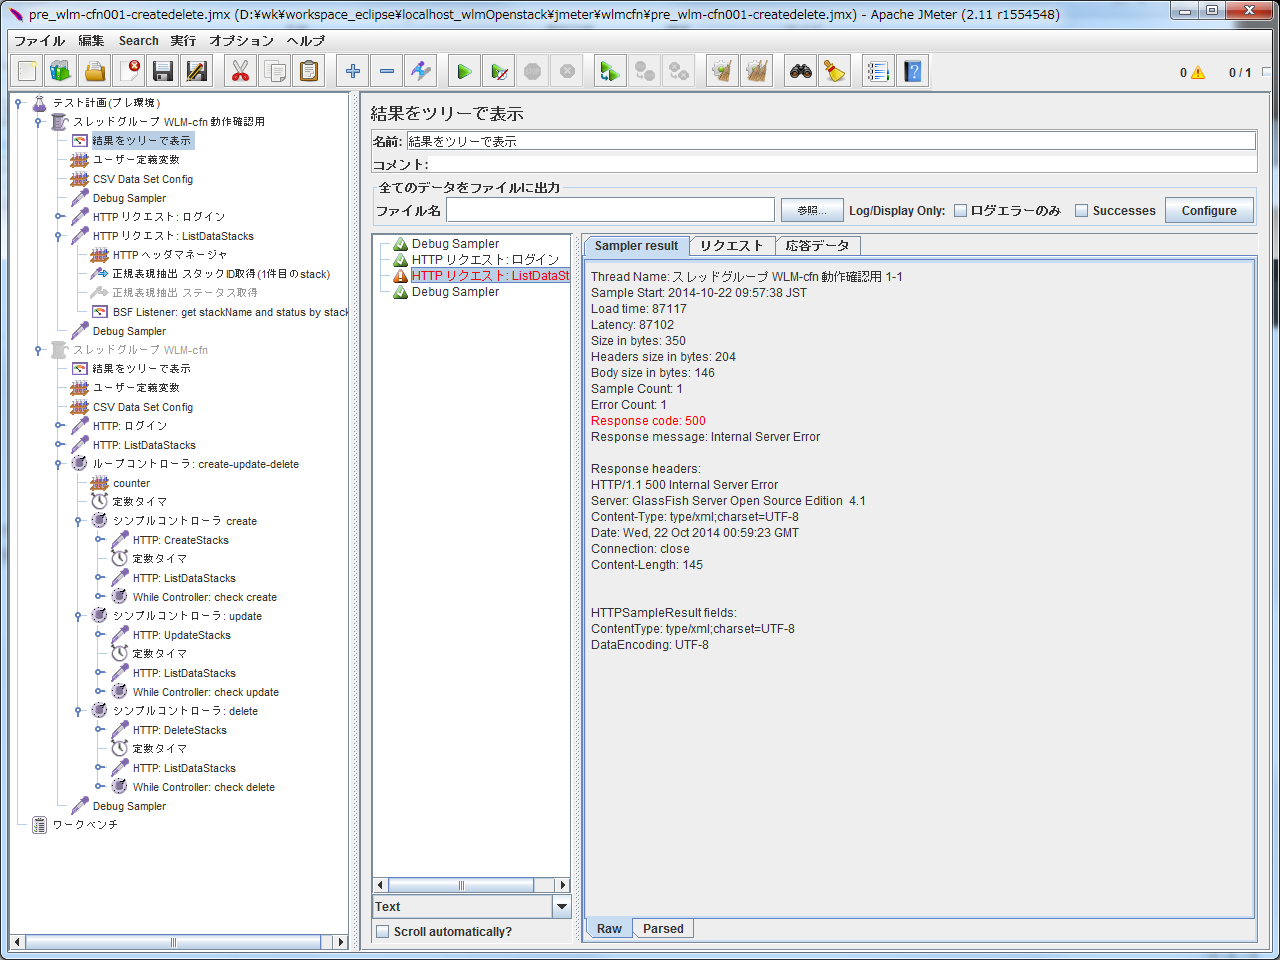 pre_wlm-cfn001-createdelete.jmx (D:¥wk¥workspace_eclipse¥localhost_wlmOpenstack¥jmeter¥wlmcfn¥pre_wlm-cfn001-createdelete.jmx) - Apache JMeter (2.11 r1554548)
ファイル 編集 Search 実行 オプション ヘルプ
0 0 / 1
テスト計画(プレ環境)
スレッドグループ WLM-cfn 動作確認用
結果をツリーで表示
ユーザー定義変数
CSV Data Set Config
Debug Sampler
HTTP リクエスト: ログイン
HTTP リクエスト: ListDataStacks
HTTP ヘッダマネージャ
正規表現抽出 スタックID取得(1件目のstack)
正規表現抽出 ステータス取得
BSF Listener: get stackName and status by stack
Debug Sampler
スレッドグループ WLM-cfn
結果をツリーで表示
ユーザー定義変数
CSV Data Set Config
HTTP: ログイン
HTTP: ListDataStacks
ループコントローラ: create-update-delete
counter
定数タイマ
シンプルコントローラ create
HTTP: CreateStacks
定数タイマ
HTTP: ListDataStacks
While Controller: check create
シンプルコントローラ: update
HTTP: UpdateStacks
定数タイマ
HTTP: ListDataStacks
While Controller: check update
シンプルコントローラ: delete
HTTP: DeleteStacks
定数タイマ
HTTP: ListDataStacks
While Controller: check delete
Debug Sampler
ワークベンチ
結果をツリーで表示
名前: 結果をツリーで表示
コメント:
全てのデータをファイルに出力
ファイル名 参照... Log/Display Only: ログエラーのみ Successes Configure
Debug Sampler
HTTP リクエスト: ログイン
HTTP リクエスト: ListDataSt
Debug Sampler
Text
Scroll automatically?
Sampler result リクエスト 応答データ
Thread Name: スレッドグループ WLM-cfn 動作確認用 1-1
Sample Start: 2014-10-22 09:57:38 JST
Load time: 87117
Latency: 87102
Size in bytes: 350
Headers size in bytes: 204
Body size in bytes: 146
Sample Count: 1
Error Count: 1
Response code: 500
Response message: Internal Server Error
Response headers:
HTTP/1.1 500 Internal Server Error
Server: GlassFish Server Open Source Edition 4.1
Content-Type: type/xml;charset=UTF-8
Date: Wed, 22 Oct 2014 00:59:23 GMT
Connection: close
Content-Length: 145
HTTPSampleResult fields:
ContentType: type/xml;charset=UTF-8
DataEncoding: UTF-8
Raw Parsed